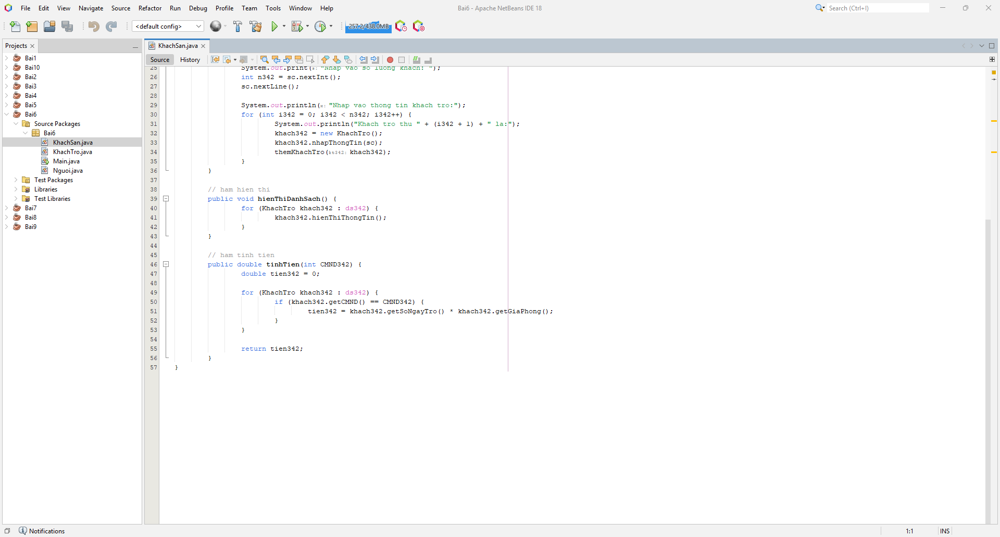 File Edit View Navigate Source Refactor Run Debug Profile Team Tools Window Help
Bai6 - Apache NetBeans IDE 18
Search (Ctrl+I)
<default config>
257.2/438.0MB
Projects
Bai1
Bai10
Bai2
Bai3
Bai4
Bai5
Bai6
Source Packages
Bai6
KhachSan.java
KhachTro.java
Main.java
Nguoi.java
Test Packages
Libraries
Test Libraries
Bai7
Bai8
Bai9
KhachSan.java
Source History
25 System.out.print(s: "Nhap vao so luong khach: ");
26 int n342 = sc.nextInt();
27 sc.nextLine();
28
29 System.out.println(x: "Nhap vao thong tin khach tro:");
30 for (int i342 = 0; i342 < n342; i342++) {
31 System.out.println("Khach tro thu " + (i342 + 1) + " la:");
32 khach342 = new KhachTro();
33 khach342.nhapThongTin(sc);
34 themKhachTro(kt342: khach342);
35 }
36 }
37
38 // ham hien thi
39 public void hienThiDanhSach() {
40 for (KhachTro khach342 : ds342) {
41 khach342.hienThiThongTin();
42 }
43 }
44
45 // ham tinh tien
46 public double tinhTien(int CMND342) {
47 double tien342 = 0;
48
49 for (KhachTro khach342 : ds342) {
50 if (khach342.getCMND() == CMND342) {
51 tien342 = khach342.getSoNgayTro() * khach342.getGiaPhong();
52 }
53 }
54
55 return tien342;
56 }
57 }
Notifications
1:1
INS